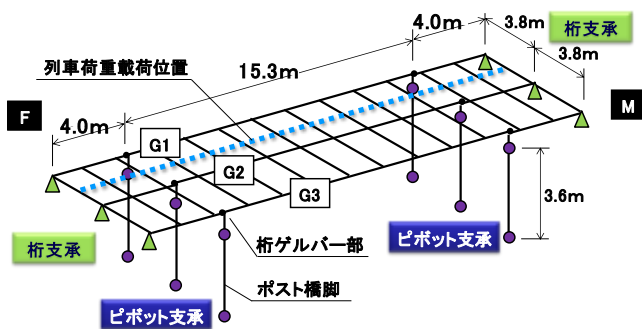 4.0m
3.8m
桁支承
列車荷重載荷位置
15.3m
3.8m
F
M
4.0m
G1
G2
G3
3.6m
桁支承
桁ゲルバー部
ピボット支承
ピボット支承
ポスト橋脚